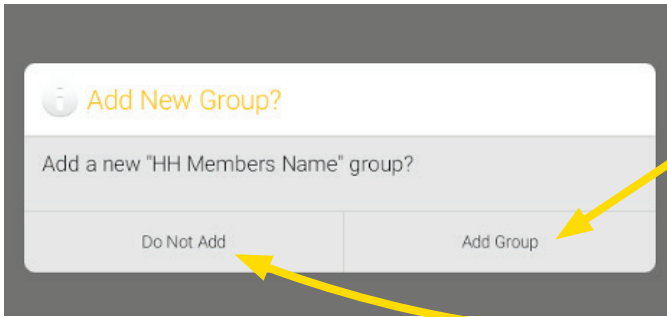 Add New Group?
Add a new "HH Members Name" group?
Do Not Add
Add Group